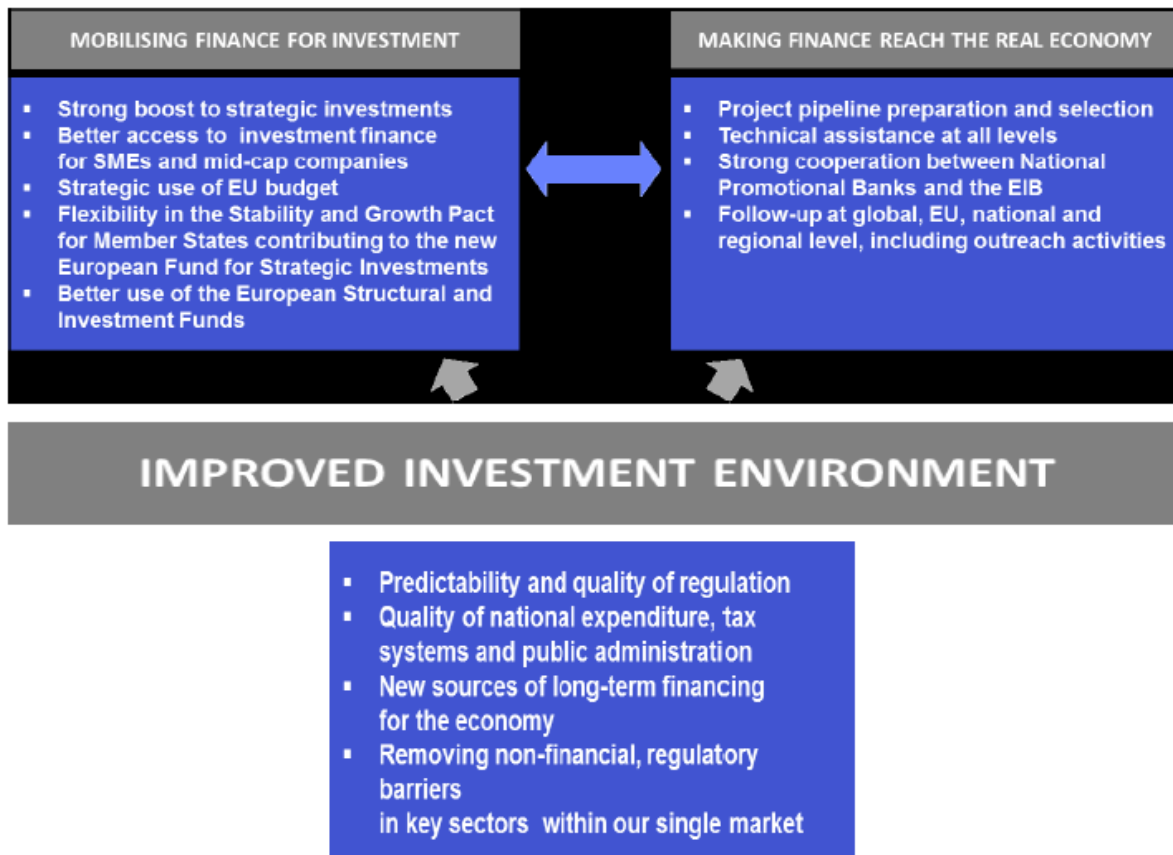 MOBILISING FINANCE FOR INVESTMENT
▪ Strong boost to strategic investments
▪ Better access to investment finance
for SMEs and mid-cap companies
▪ Strategic use of EU budget
▪ Flexibility in the Stability and Growth Pact
for Member States contributing to the new
European Fund for Strategic Investments
▪ Better use of the European Structural and
Investment Funds
MAKING FINANCE REACH THE REAL ECONOMY
▪ Project pipeline preparation and selection
▪ Technical assistance at all levels
▪ Strong cooperation between National
Promotional Banks and the EIB
▪ Follow-up at global, EU, national and
regional level, including outreach activities
IMPROVED INVESTMENT ENVIRONMENT
▪ Predictability and quality of regulation
▪ Quality of national expenditure, tax
systems and public administration
▪ New sources of long-term financing
for the economy
▪ Removing non-financial, regulatory
barriers
in key sectors within our single market